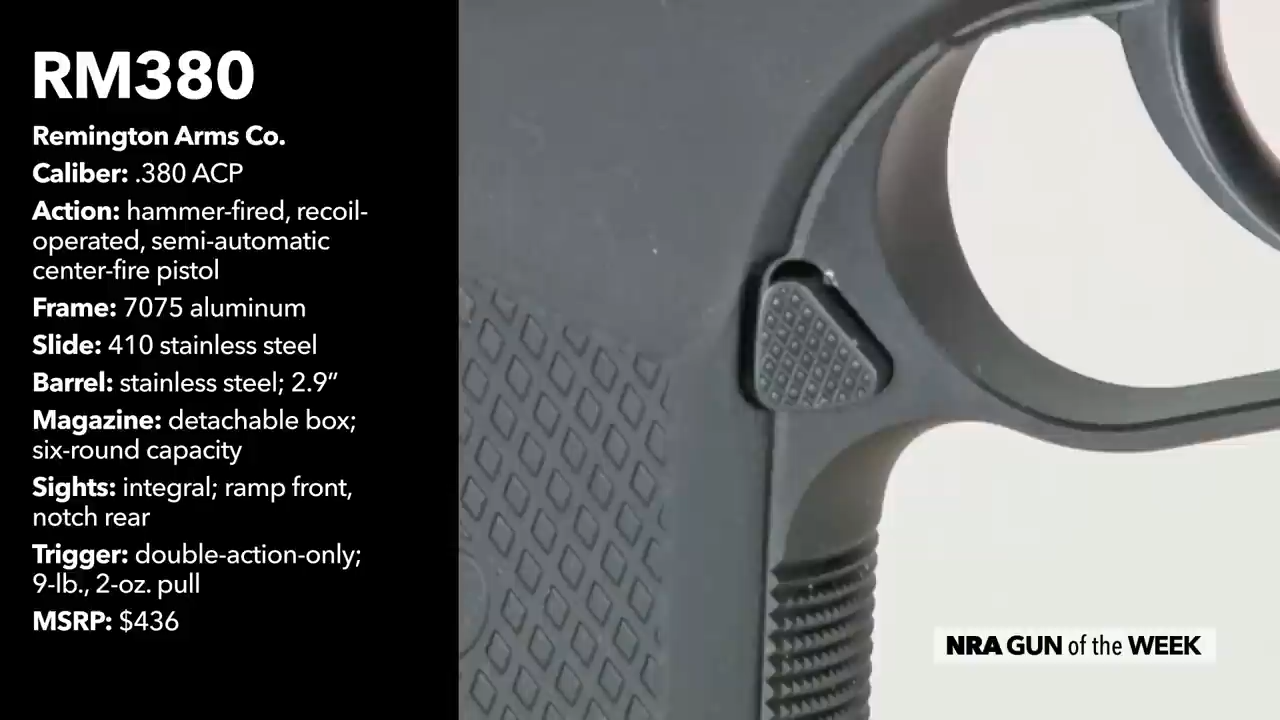 RM380
Remington Arms Co.
Caliber: .380 ACP
Action: hammer-fired, recoil-
operated, semi-automatic
center-fire pistol
Frame: 7075 aluminum
Slide: 410 stainless steel
Barrel: stainless steel; 2.9”
Magazine: detachable box;
six-round capacity
Sights: integral; ramp front,
notch rear
Trigger: double-action-only;
9-lb., 2-oz. pull
MSRP: $436
NRA GUN of the WEEK